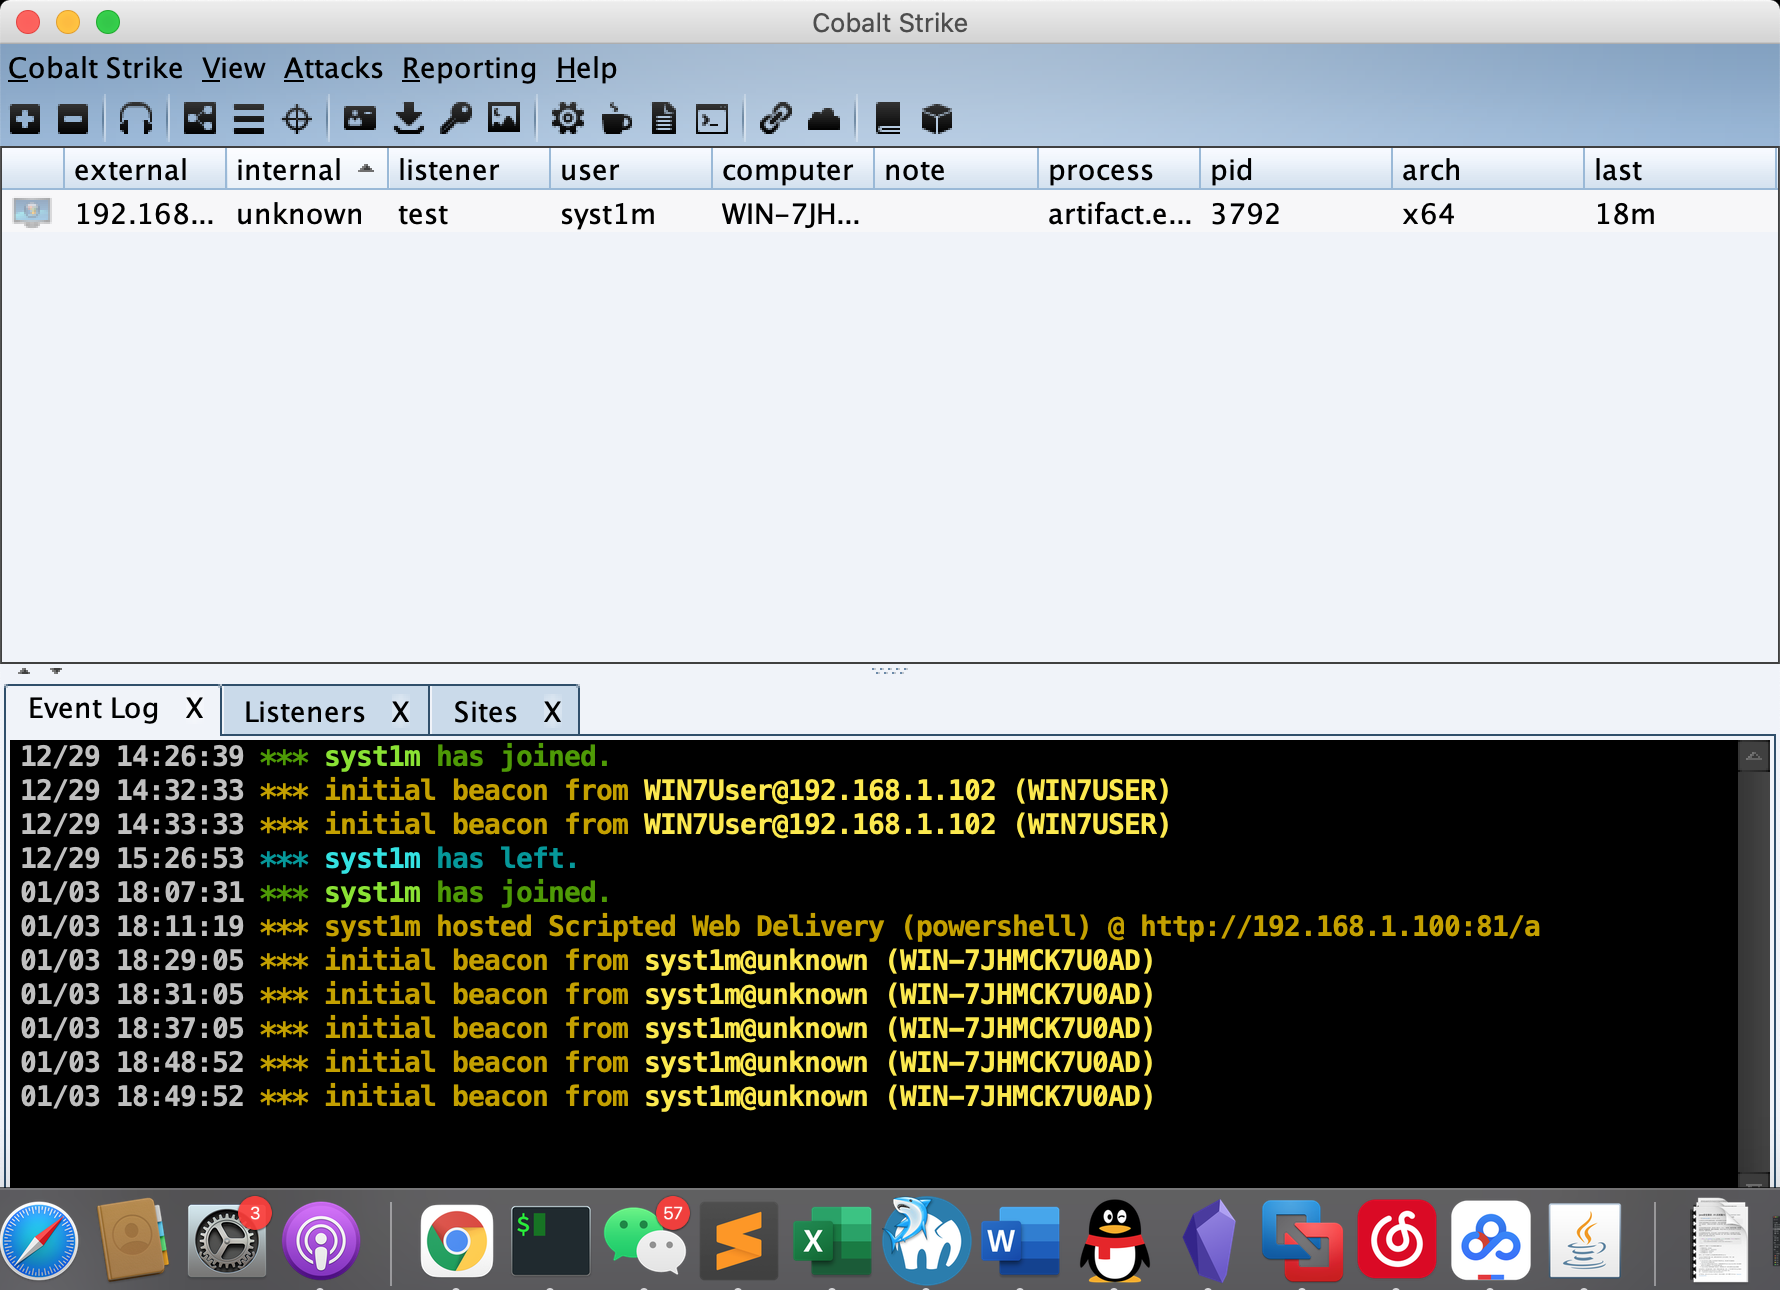 Cobalt Strike
Cobalt Strike View Attacks Reporting Help
external internal listener user computer note process pid arch last
192.168... unknown test syst1m WIN-7JH... artifact.e... 3792 x64 18m
Event Log X Listeners X Sites X
12/29 14:26:39 *** syst1m has joined.
12/29 14:32:33 *** initial beacon from WIN7User@192.168.1.102 (WIN7USER)
12/29 14:33:33 *** initial beacon from WIN7User@192.168.1.102 (WIN7USER)
12/29 15:26:53 *** syst1m has left.
01/03 18:07:31 *** syst1m has joined.
01/03 18:11:19 *** syst1m hosted Scripted Web Delivery (powershell) @ http://192.168.1.100:81/a
01/03 18:29:05 *** initial beacon from syst1m@unknown (WIN-7JHMCK7U0AD)
01/03 18:31:05 *** initial beacon from syst1m@unknown (WIN-7JHMCK7U0AD)
01/03 18:37:05 *** initial beacon from syst1m@unknown (WIN-7JHMCK7U0AD)
01/03 18:48:52 *** initial beacon from syst1m@unknown (WIN-7JHMCK7U0AD)
01/03 18:49:52 *** initial beacon from syst1m@unknown (WIN-7JHMCK7U0AD)
3 $ 57 X W